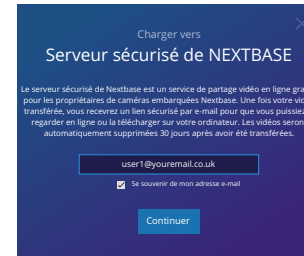 Charger vers
Serveur sécurisé de NEXTBASE
Le serveur sécurisé de Nextbase est un service de partage vidéo en ligne
pour les propriétaires de caméras embarquées Nextbase. Une fois votre
transférée, vous recevrez un lien sécurisé par e-mail pour que vous puissiez
regarder en ligne ou la télécharger sur votre ordinateur. Les vidéos seront
automatiquement supprimées 30 jours après avoir été transférées.
user1@youremail.co.uk
Se souvenir de mon adresse e-mail
Continuer